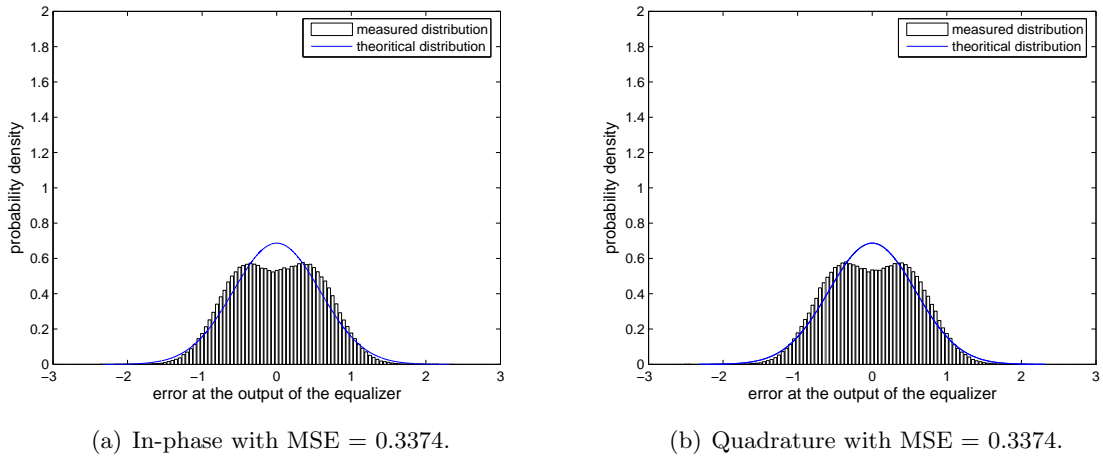 2
1.8
1.6
1.4
1.2
1
0.8
0.6
0.4
0.2
0
−3 −2 −1 0 1 2 3
probability density
error at the output of the equalizer
measured distribution
theoritical distribution
(a) In-phase with MSE = 0.3374.
2
1.8
1.6
1.4
1.2
1
0.8
0.6
0.4
0.2
0
−3 −2 −1 0 1 2 3
probability density
error at the output of the equalizer
measured distribution
theoritical distribution
(b) Quadrature with MSE = 0.3374.